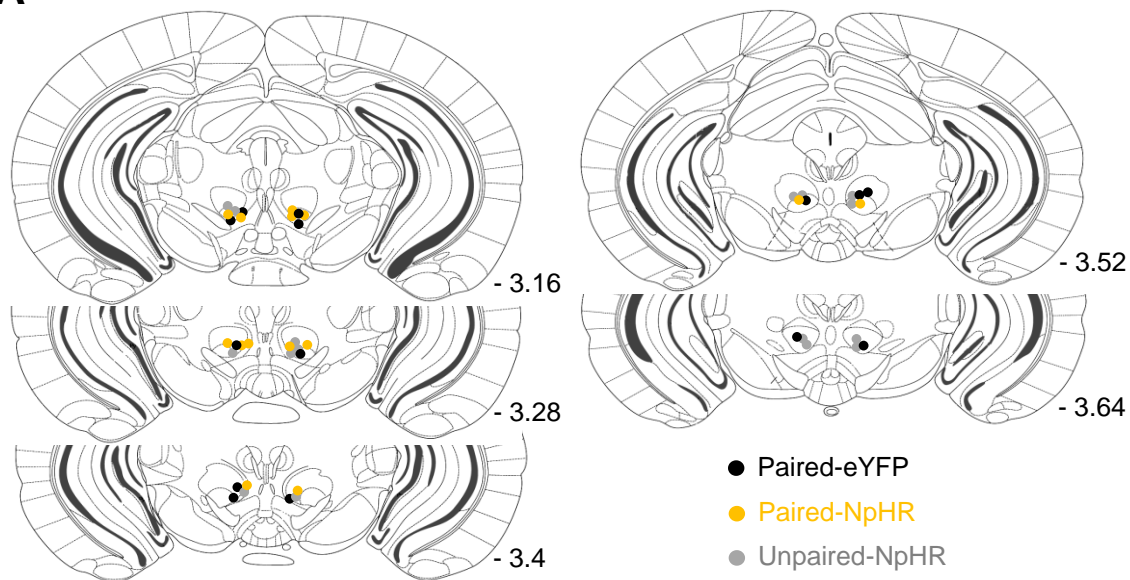 - 3.16
- 3.28
- 3.4
- 3.52
- 3.64
Paired-eYFP
Paired-NpHR
Unpaired-NpHR